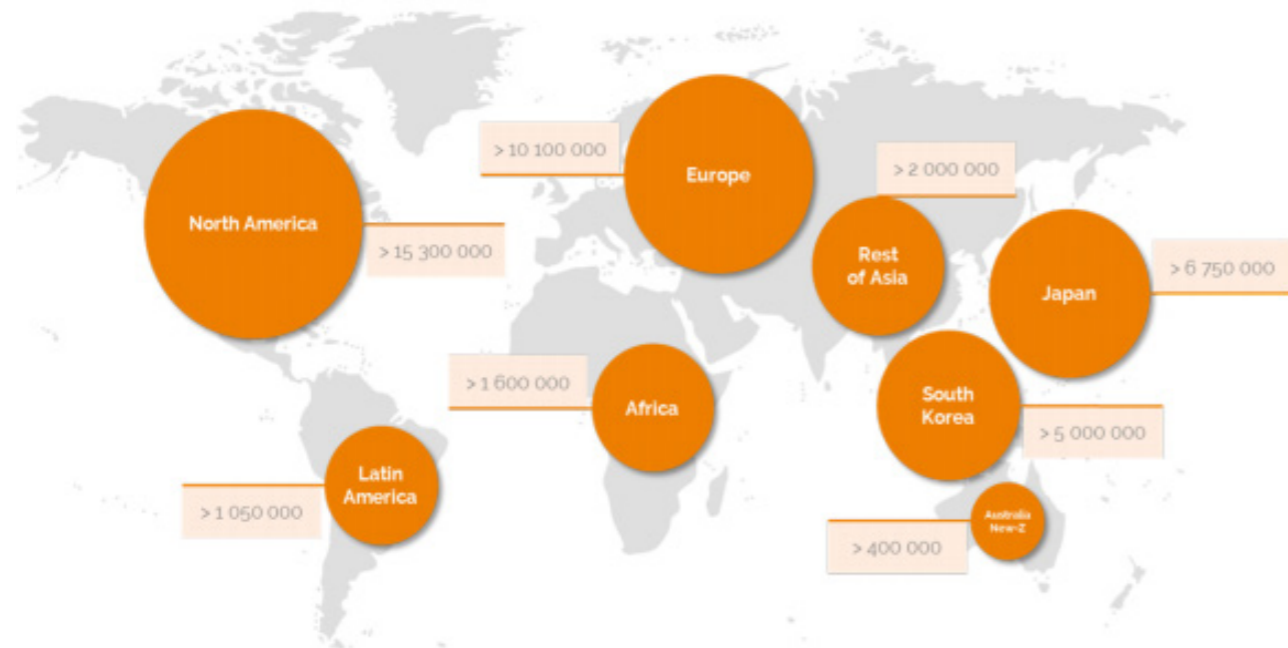 North America
> 15 300 000
> 10 100 000
Europe
> 2 000 000
Rest
of Asia
Japan
> 6 750 000
> 1 600 000
Africa
South
Korea
> 5 000 000
Latin
America
> 1 050 000
Australia
New-Z
> 400 000